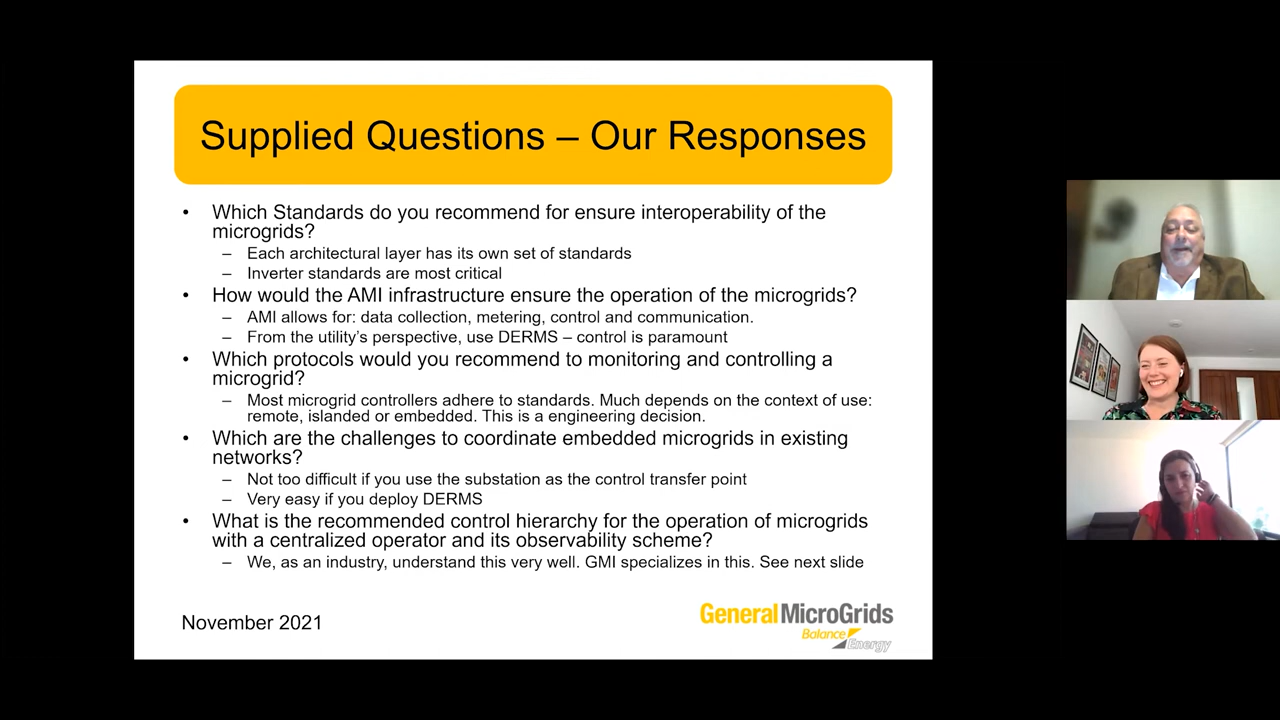 Supplied Questions – Our Responses
• Which Standards do you recommend for ensure interoperability of the
microgrids?
– Each architectural layer has its own set of standards
– Inverter standards are most critical
• How would the AMI infrastructure ensure the operation of the microgrids?
– AMI allows for: data collection, metering, control and communication.
– From the utility’s perspective, use DERMS – control is paramount
• Which protocols would you recommend to monitoring and controlling a
microgrid?
– Most microgrid controllers adhere to standards. Much depends on the context of use:
remote, islanded or embedded. This is a engineering decision.
• Which are the challenges to coordinate embedded microgrids in existing
networks?
– Not too difficult if you use the substation as the control transfer point
– Very easy if you deploy DERMS
• What is the recommended control hierarchy for the operation of microgrids
with a centralized operator and its observability scheme?
– We, as an industry, understand this very well. GMI specializes in this. See next slide
November 2021
GeneralMicroGrids
Balance
Energy